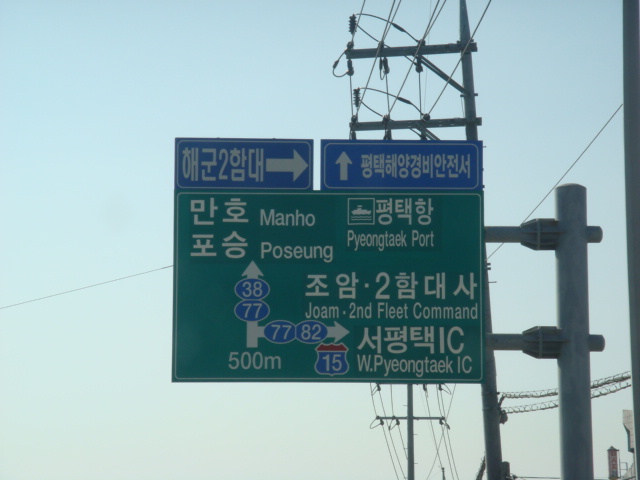 해군2함대
평택해양경비안전서
만호 Manho
포승 Poseung
평택항
Pyeongtaek Port
38
77
77 82
500m
조암·2함대사
Joam·2nd Fleet Command
서평택IC
15 W.Pyeongtaek IC